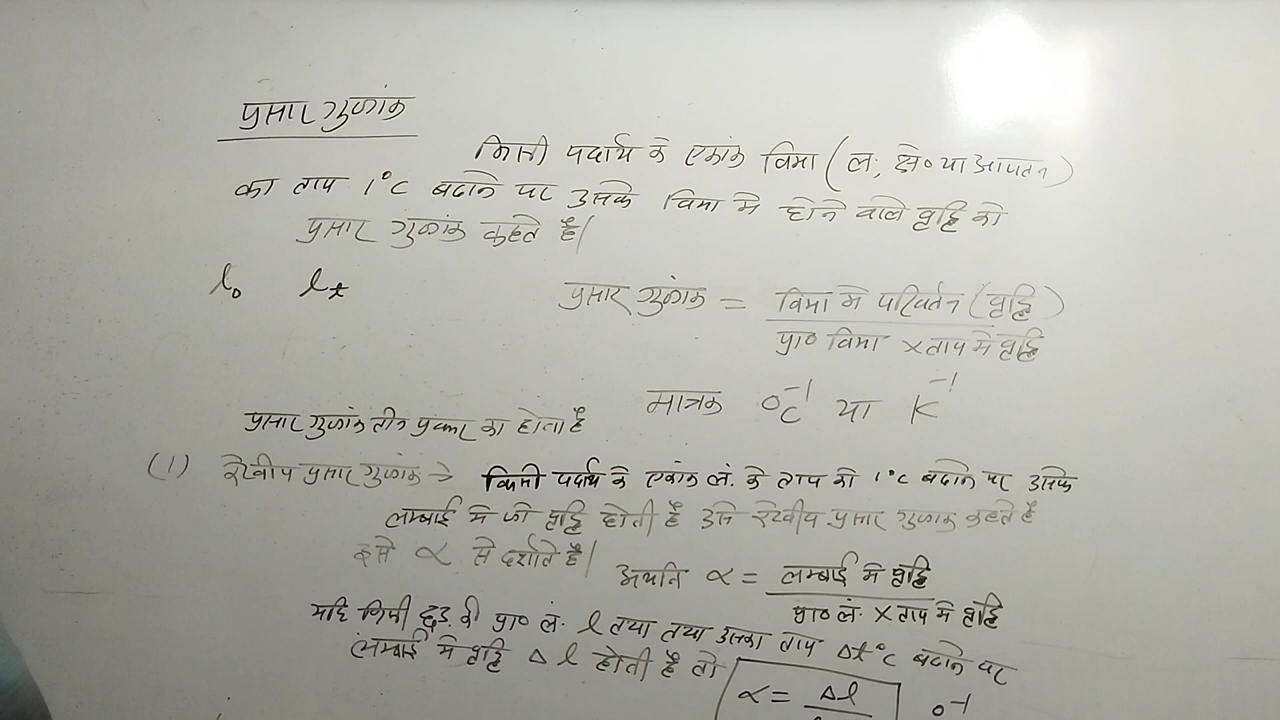 प्रसार गुणांक
किसी पदार्थ के एकांक विमा (लं; क्षे० या आयतन)
का ताप 1°C बढाने पर उसके विमा मे होने वाले वृद्धि को
प्रसार गुणांक कहते है|
l₀ lₜ
प्रसार गुणांक = विमा मे परिवर्तन (वृद्धि)
प्रा० विमा × ताप मे वृद्धि
मात्रक °C⁻¹ या K⁻¹
प्रसार गुणांक तीन प्रकार का होता है
(1) रेखीय प्रसार गुणांक → किसी पदार्थ के एकांक लं. के ताप को 1°C बढाने पर उसके
लम्बाई मे जो वृद्धि होती है उसे रेखीय प्रसार गुणांक कहते है
इसे α से दर्शाते है|
अर्थात α = लम्बाई मे वृद्धि
प्रा० लं. × ताप मे वृद्धि
यदि किसी छड़ की प्रा० लं. l तथा तथा उसका ताप Δt°C बढाने पर
लम्बाई मे वृद्धि Δl होती है तो
α = Δl